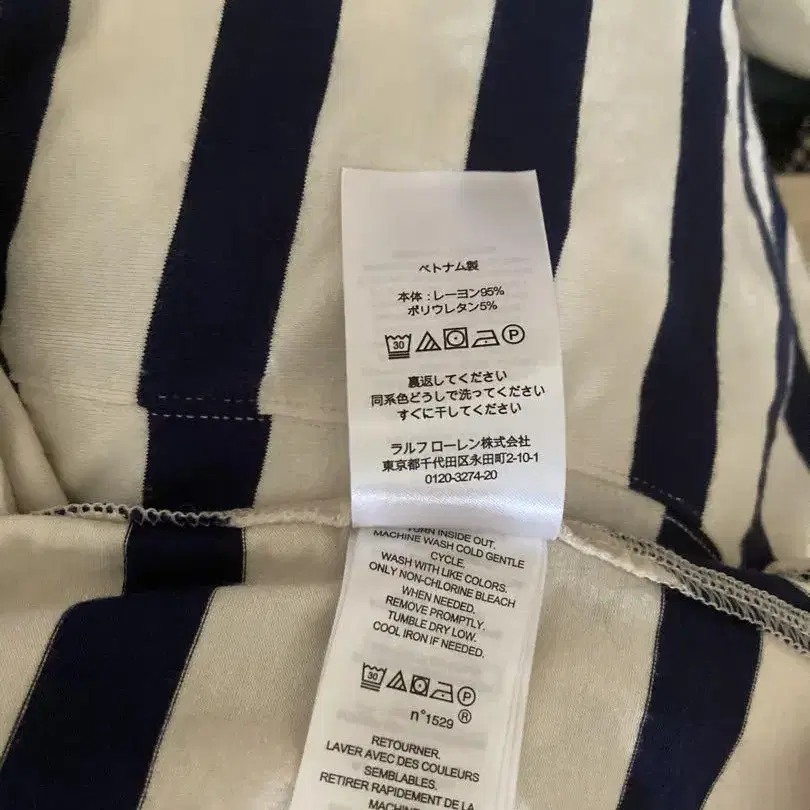 ベトナム製
本体：レーヨン95%
ポリウレタン5%
30
P
裏返してください
同系色どうしで洗ってください
すぐに干してください
ラルフ ローレン株式会社
東京都千代田区永田町2-10-1
0120-3274-20
TURN INSIDE OUT.
MACHINE WASH COLD GENTLE
CYCLE.
WASH WITH LIKE COLORS.
ONLY NON-CHLORINE BLEACH
WHEN NEEDED.
REMOVE PROMPTLY.
TUMBLE DRY LOW.
COOL IRON IF NEEDED.
30
P
n°1529 ®
RETOURNER.
LAVER AVEC DES COULEURS
SEMBLABLES.
RETIRER RAPIDEMENT DE LA
MACHINE